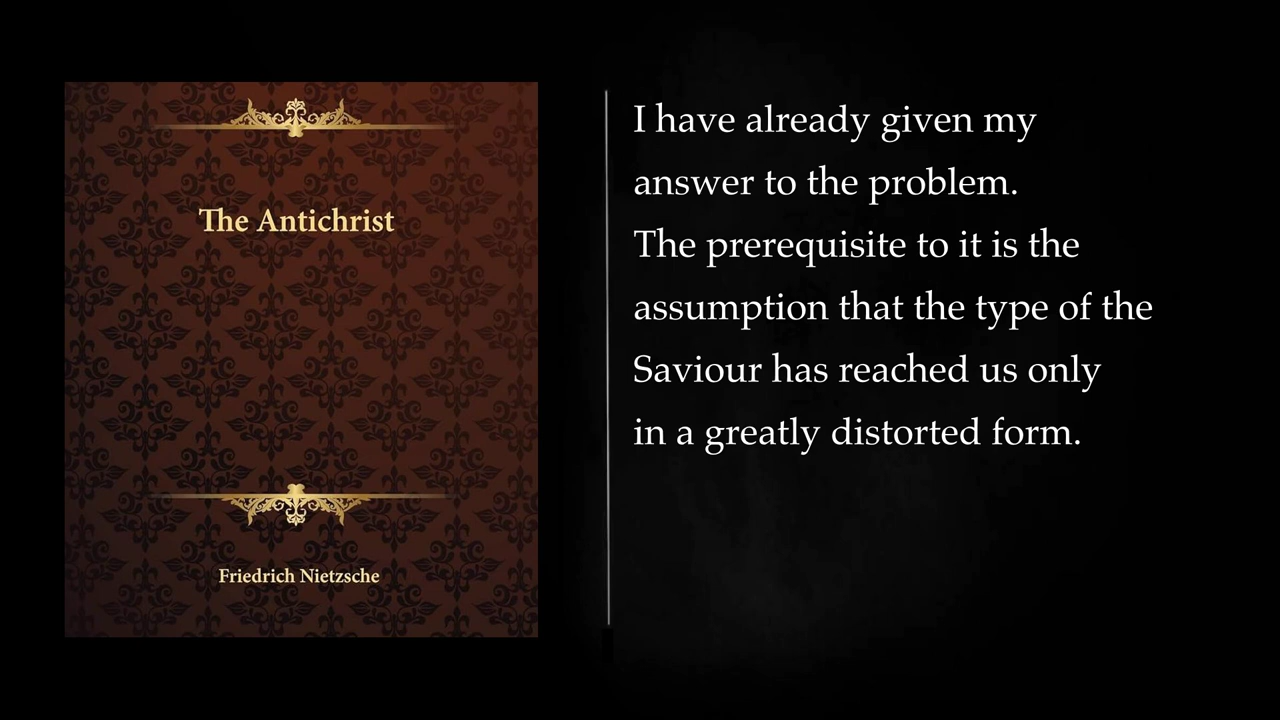 The Antichrist
Friedrich Nietzsche
I have already given my
answer to the problem.
The prerequisite to it is the
assumption that the type of the
Saviour has reached us only
in a greatly distorted form.